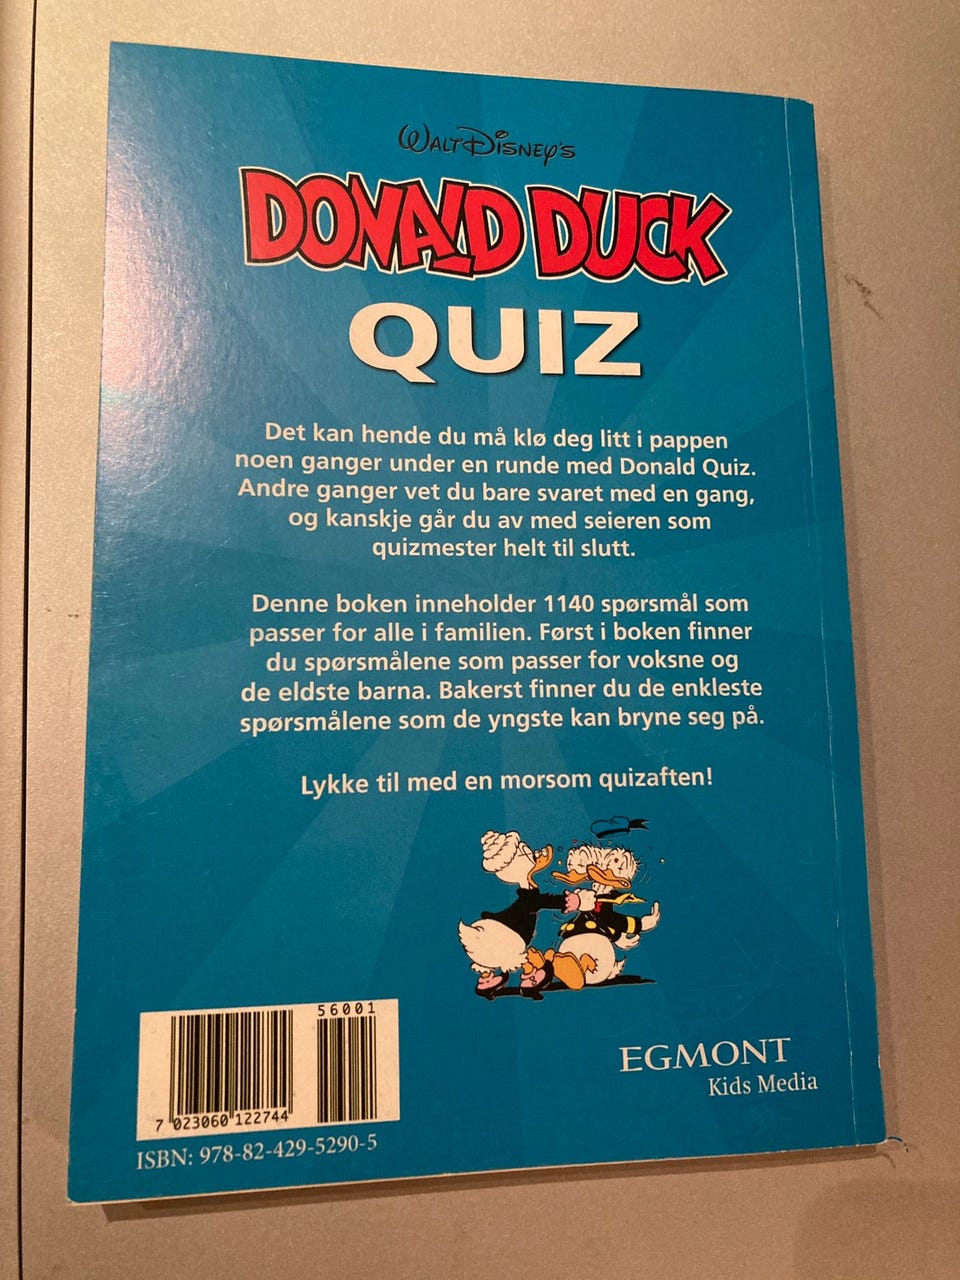 WALT DISNEY'S
DONALD DUCK
QUIZ
Det kan hende du må klø deg litt i pappen
noen ganger under en runde med Donald Quiz.
Andre ganger vet du bare svaret med en gang,
og kanskje går du av med seieren som
quizmester helt til slutt.
Denne boken inneholder 1140 spørsmål som
passer for alle i familien. Først i boken finner
du spørsmålene som passer for voksne og
de eldste barna. Bakerst finner du de enkleste
spørsmålene som de yngste kan bryne seg på.
Lykke til med en morsom quizaften!
56001
7 023060 122744
ISBN: 978-82-429-5290-5
EGMONT
Kids Media